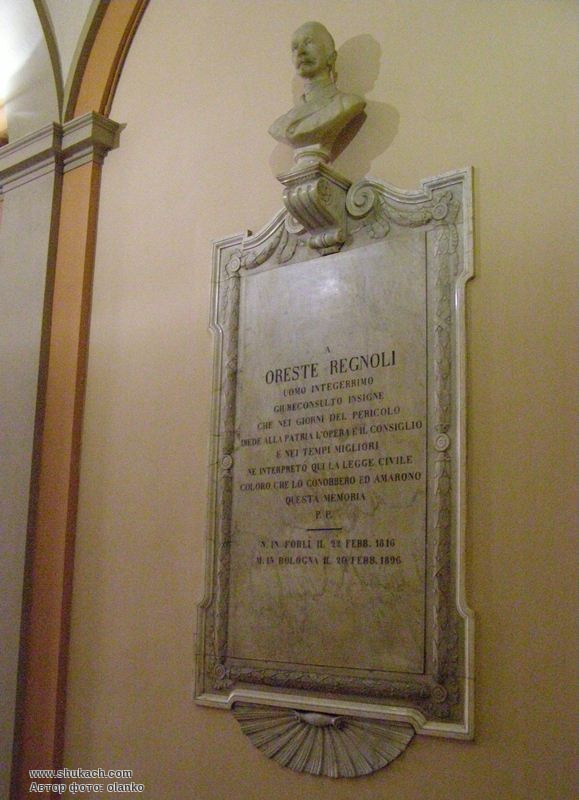 A
ORESTE REGNOLI
UOMO INTEGERRIMO
GIURECONSULTO INSIGNE
CHE NEI GIORNI DEL PERICOLO
DIEDE ALLA PATRIA L'OPERA E IL CONSIGLIO
E NEI TEMPI MIGLIORI
NE INTERPRETÒ QUI LA LEGGE CIVILE
COLORO CHE LO CONOBBERO ED AMARONO
QUESTA MEMORIA
P. P.
N. IN FORLÌ IL 22 FEBB. 1816
M. IN BOLOGNA IL 20 FEBB. 1896
www.shukach.com
Автор фото: olanko